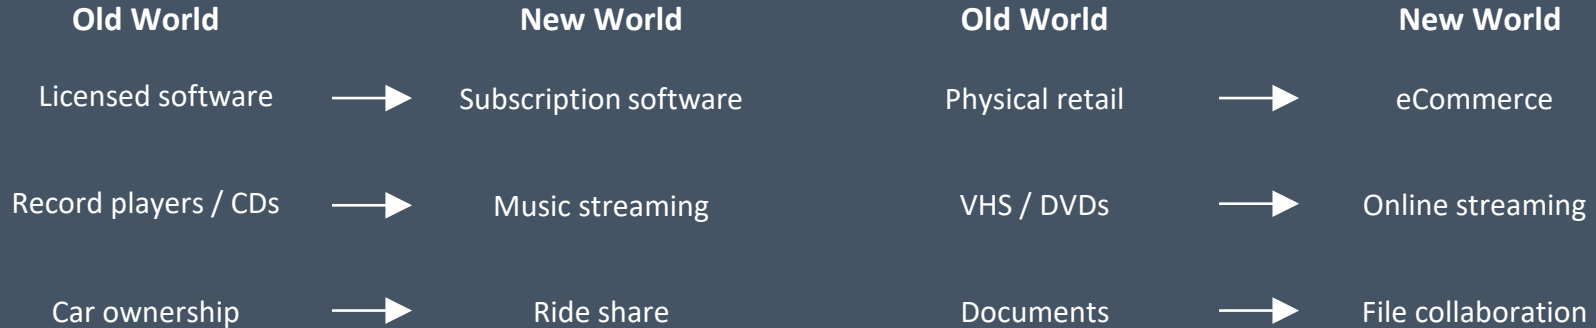 Old World New World Old World New World
Licensed software Subscription software Physical retail eCommerce
Record players / CDs Music streaming VHS / DVDs Online streaming
Car ownership Ride share Documents File collaboration